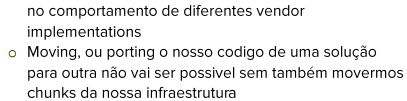 no comportamento de diferentes vendor
implementations
o Moving, ou porting o nosso codigo de uma solução
para outra não vai ser possivel sem também movermos
chunks da nossa infraestrutura